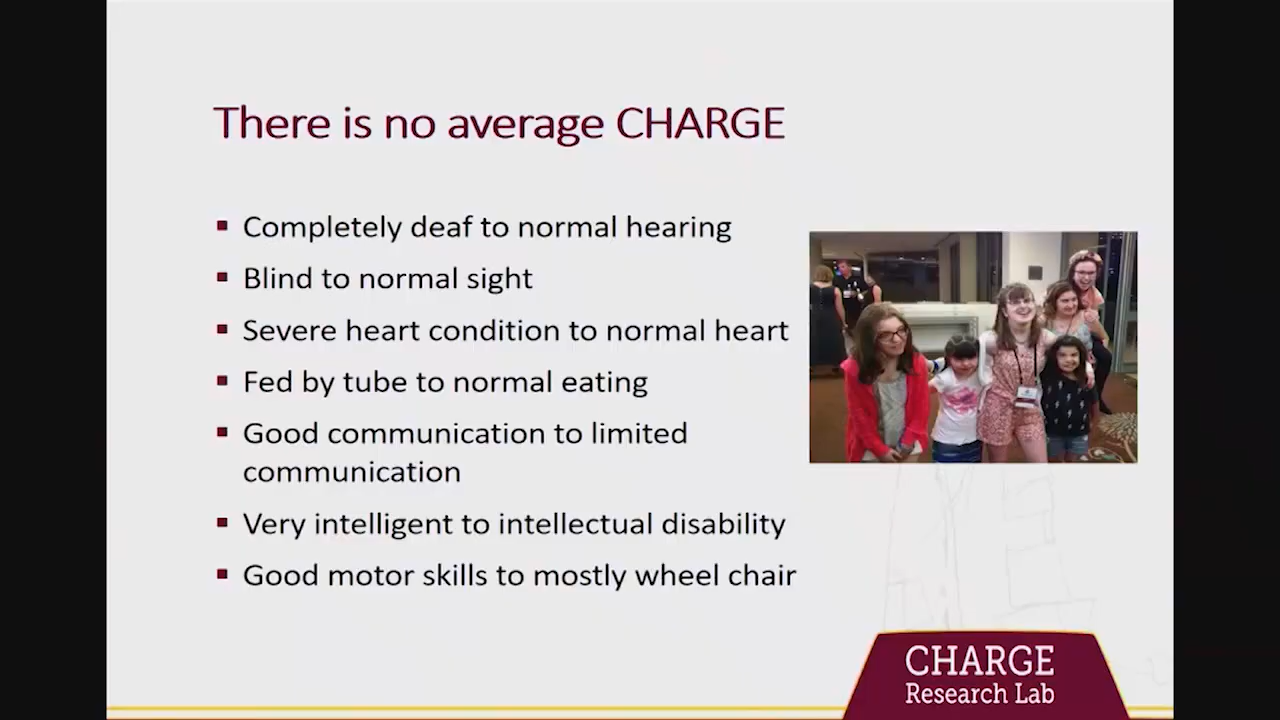 There is no average CHARGE
Completely deaf to normal hearing
Blind to normal sight
Severe heart condition to normal heart
Fed by tube to normal eating
Good communication to limited
communication
Very intelligent to intellectual disability
Good motor skills to mostly wheel chair
CHARGE
Research Lab